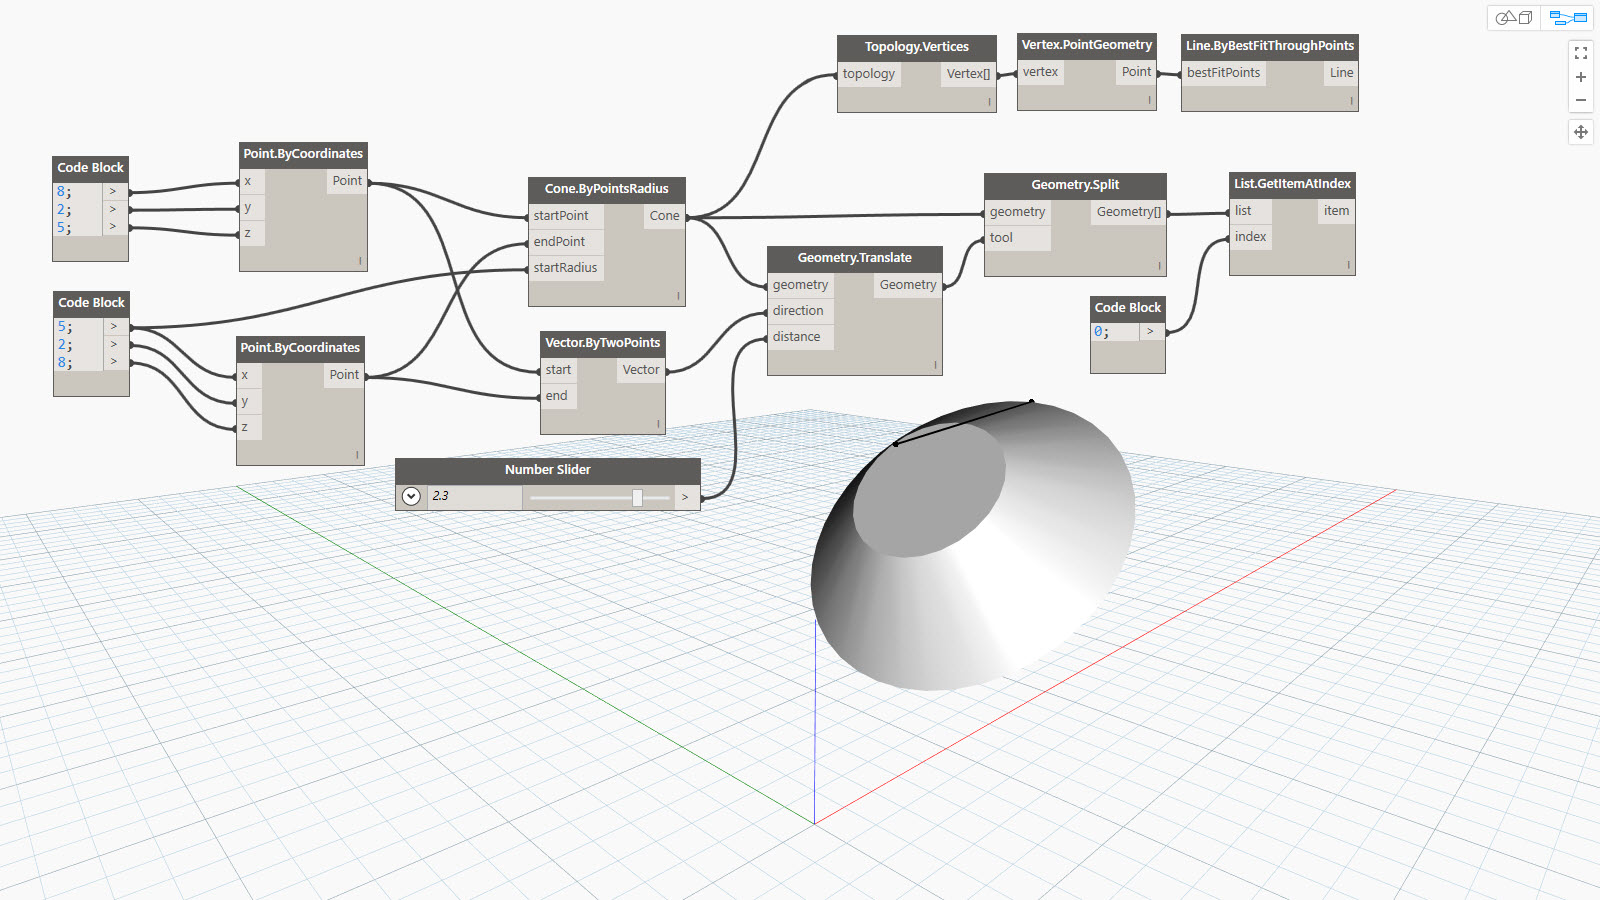 Topology.Vertices
topology
Vertex[]
l
Vertex.PointGeometry
vertex
Point
l
Line.ByBestFitThroughPoints
bestFitPoints
Line
l
Code Block
8; >
2; >
5; >
Point.ByCoordinates
x
Point
y
z
l
Cone.ByPointsRadius
startPoint
Cone
endPoint
startRadius
l
Geometry.Split
geometry
Geometry[]
tool
l
List.GetItemAtIndex
list
item
index
l
Geometry.Translate
geometry
Geometry
direction
distance
l
Code Block
5; >
2; >
8; >
Code Block
0; >
Point.ByCoordinates
x
Point
y
z
l
Vector.ByTwoPoints
start
Vector
end
l
Number Slider
2.3
>